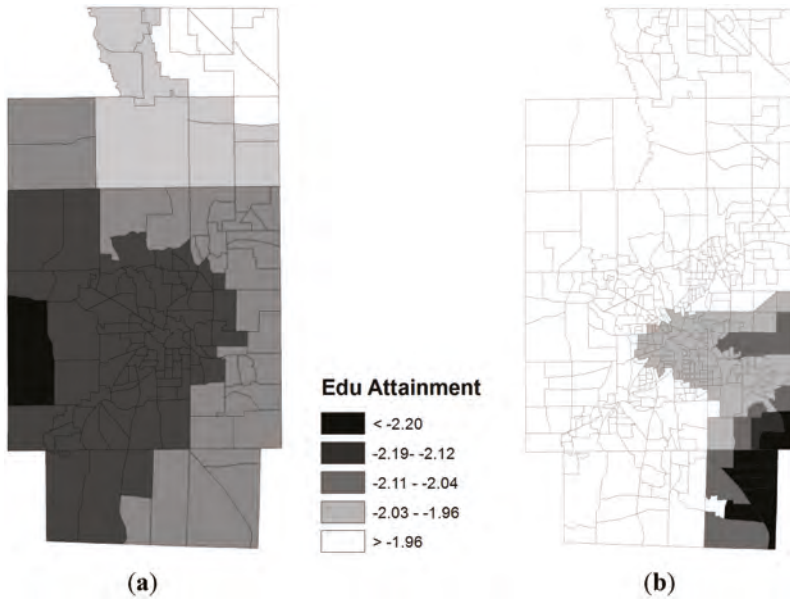 Edu Attainment
< -2.20
-2.19- -2.12
-2.11 - -2.04
-2.03 - -1.96
> -1.96
(a)
(b)